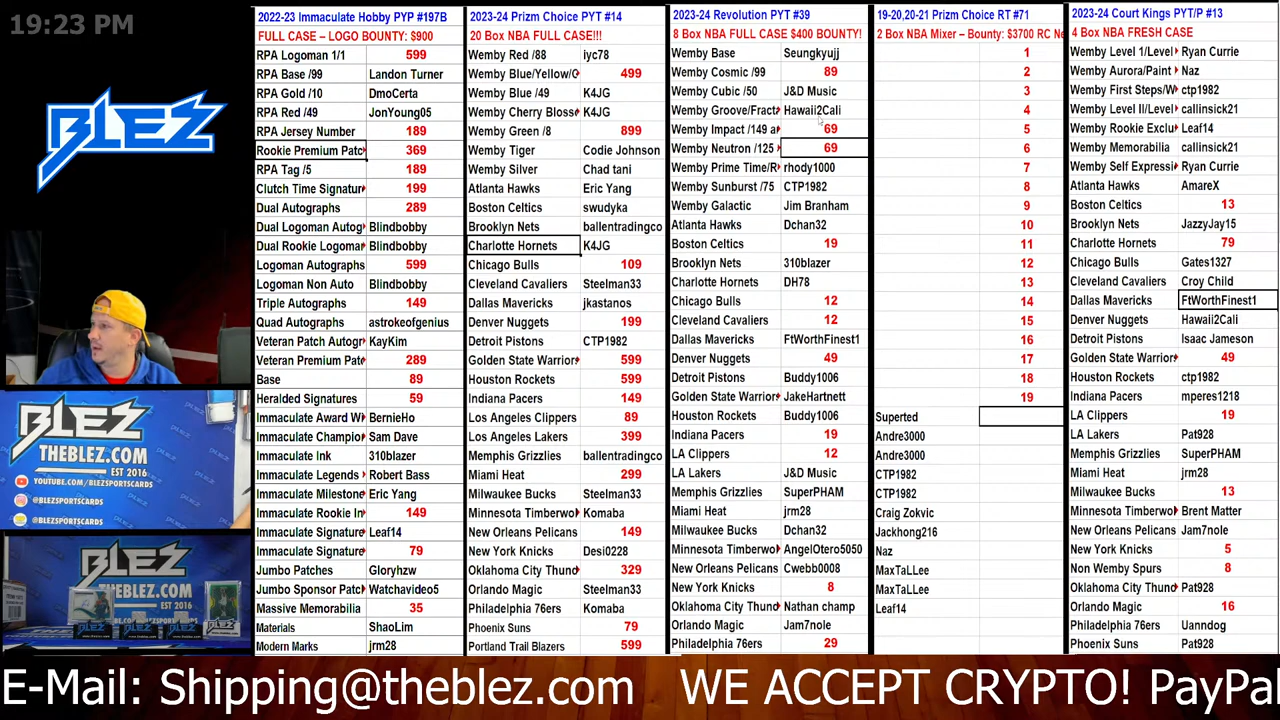 19:23 PM
BLEZ
BLEZ
THEBLEZ.COM
EST 2016
YOUTUBE.COM/BLEZSPORTSCARDS
@BLEZSPORTSCARDS
@BLEZSPORTSCARDS
BLEZ
THEBLEZ.COM
EST 2016
2022-23 Immaculate Hobby PYP #197B
FULL CASE – LOGO BOUNTY: $900
RPA Logoman 1/1 599
RPA Base /99 Landon Turner
RPA Gold /10 DmoCerta
RPA Red /49 JonYoung05
RPA Jersey Number 189
Rookie Premium Patc 369
RPA Tag /5 189
Clutch Time Signatur 199
Dual Autographs 289
Dual Logoman Autog Blindbobby
Dual Rookie Logomar Blindbobby
Logoman Autographs 599
Logoman Non Auto Blindbobby
Triple Autographs 149
Quad Autographs astrokeofgenius
Veteran Patch Autogr KayKim
Veteran Premium Pat 289
Base 89
Heralded Signatures 59
Immaculate Award W BernieHo
Immaculate Champio Sam Dave
Immaculate Ink 310blazer
Immaculate Legends Robert Bass
Immaculate Milestone Eric Yang
Immaculate Rookie In 149
Immaculate Signature Leaf14
Immaculate Signature 79
Jumbo Patches Gloryhzw
Jumbo Sponsor Patc Watchavideo5
Massive Memorabilia 35
Materials ShaoLim
Modern Marks jrm28
2023-24 Prizm Choice PYT #14
20 Box NBA FULL CASE!!!
Wemby Red /88 iyc78
Wemby Blue/Yellow/G 499
Wemby Blue /49 K4JG
Wemby Cherry Blosso K4JG
Wemby Green /8 899
Wemby Tiger Codie Johnson
Wemby Silver Chad tani
Atlanta Hawks Eric Yang
Boston Celtics swudyka
Brooklyn Nets ballentradingco
Charlotte Hornets K4JG
Chicago Bulls 109
Cleveland Cavaliers Steelman33
Dallas Mavericks jkastanos
Denver Nuggets 199
Detroit Pistons CTP1982
Golden State Warrior 599
Houston Rockets 599
Indiana Pacers 149
Los Angeles Clippers 89
Los Angeles Lakers 399
Memphis Grizzlies ballentradingco
Miami Heat 299
Milwaukee Bucks Steelman33
Minnesota Timberwo Komaba
New Orleans Pelicans 149
New York Knicks Desi0228
Oklahoma City Thund 329
Orlando Magic Steelman33
Philadelphia 76ers Komaba
Phoenix Suns 79
Portland Trail Blazers 599
2023-24 Revolution PYT #39
8 Box NBA FULL CASE $400 BOUNTY!
Wemby Base Seungkyujj
Wemby Cosmic /99 89
Wemby Cubic /50 J&D Music
Wemby Groove/Fract Hawaii2Cali
Wemby Impact /149 a 69
Wemby Neutron /125 69
Wemby Prime Time/R rhody1000
Wemby Sunburst /75 CTP1982
Wemby Galactic Jim Branham
Atlanta Hawks Dchan32
Boston Celtics 19
Brooklyn Nets 310blazer
Charlotte Hornets DH78
Chicago Bulls 12
Cleveland Cavaliers 12
Dallas Mavericks FtWorthFinest1
Denver Nuggets 49
Detroit Pistons Buddy1006
Golden State Warrior JakeHartnett
Houston Rockets Buddy1006
Indiana Pacers 19
LA Clippers 12
LA Lakers J&D Music
Memphis Grizzlies SuperPHAM
Miami Heat jrm28
Milwaukee Bucks Dchan32
Minnesota Timberwo AngelOtero5050
New Orleans Pelicans Cwebb0008
New York Knicks 8
Oklahoma City Thund Nathan champ
Orlando Magic Jam7nole
Philadelphia 76ers 29
19-20,20-21 Prizm Choice RT #71
2 Box NBA Mixer – Bounty: $3700 RC Ne
1
2
3
4
5
6
7
8
9
10
11
12
13
14
15
16
17
18
19
Superted
Andre3000
Andre3000
CTP1982
CTP1982
Craig Zokvic
Jackhong216
Naz
MaxTaLLee
MaxTaLLee
Leaf14
2023-24 Court Kings PYT/P #13
4 Box NBA FRESH CASE
Wemby Level 1/Level Ryan Currie
Wemby Aurora/Paint Naz
Wemby First Steps/W ctp1982
Wemby Level II/Level callinsick21
Wemby Rookie Exclu Leaf14
Wemby Memorabilia callinsick21
Wemby Self Expressi Ryan Currie
Atlanta Hawks AmareX
Boston Celtics 13
Brooklyn Nets JazzyJay15
Charlotte Hornets 79
Chicago Bulls Gates1327
Cleveland Cavaliers Croy Child
Dallas Mavericks FtWorthFinest1
Denver Nuggets Hawaii2Cali
Detroit Pistons Isaac Jameson
Golden State Warrior 49
Houston Rockets ctp1982
Indiana Pacers mperes1218
LA Clippers 19
LA Lakers Pat928
Memphis Grizzlies SuperPHAM
Miami Heat jrm28
Milwaukee Bucks 13
Minnesota Timberwo Brent Matter
New Orleans Pelicans Jam7nole
New York Knicks 5
Non Wemby Spurs 8
Oklahoma City Thund Pat928
Orlando Magic 16
Philadelphia 76ers Uanndog
Phoenix Suns Pat928
E-Mail: Shipping@theblez.com WE ACCEPT CRYPTO! PayPa